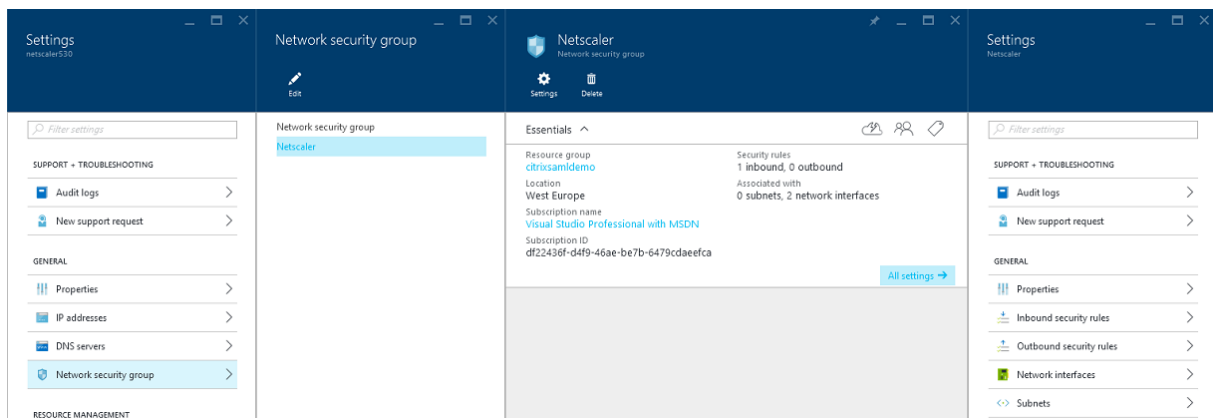 Settings
netscaler530
Filter settings
SUPPORT + TROUBLESHOOTING
Audit logs
New support request
GENERAL
Properties
IP addresses
DNS servers
Network security group
RESOURCE MANAGEMENT
Network security group
Edit
Network security group
Netscaler
Netscaler
Network security group
Settings Delete
Essentials
Resource group
citrixsamldemo
Location
West Europe
Subscription name
Visual Studio Professional with MSDN
Subscription ID
df22436f-d4f9-46ae-be7b-6479cdaeefca
Security rules
1 inbound, 0 outbound
Associated with
0 subnets, 2 network interfaces
All settings
Settings
Netscaler
Filter settings
SUPPORT + TROUBLESHOOTING
Audit logs
New support request
GENERAL
Properties
Inbound security rules
Outbound security rules
Network interfaces
Subnets